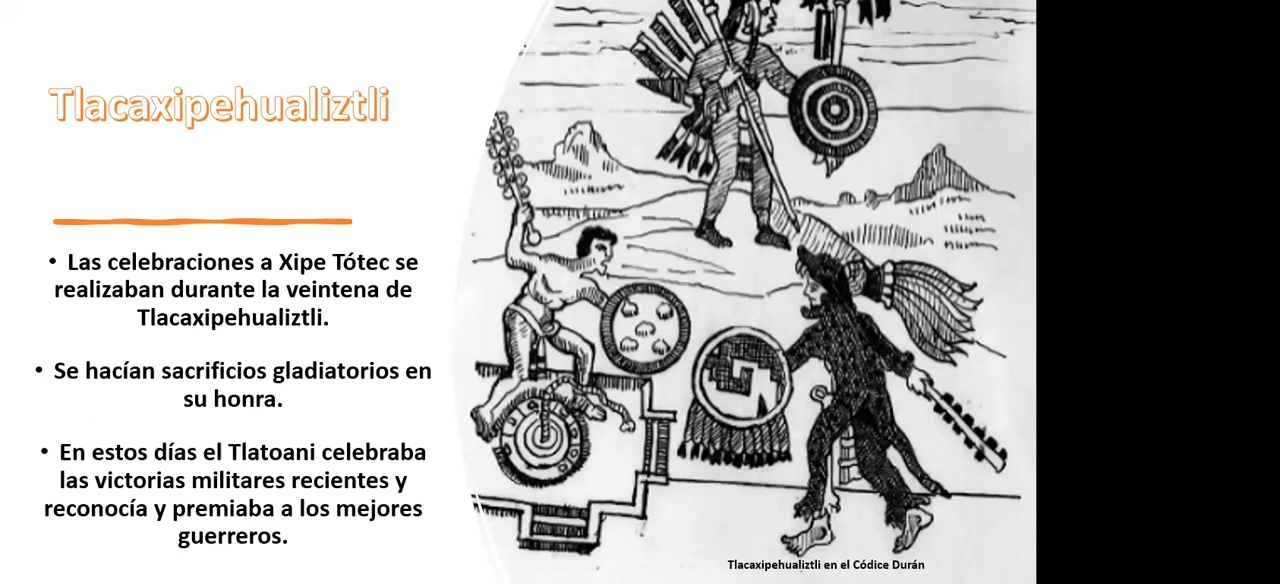 Tlacaxipehualiztli
• Las celebraciones a Xipe Tótec se
realizaban durante la veintena de
Tlacaxipehualiztli.
• Se hacían sacrificios gladiatorios en
su honra.
• En estos días el Tlatoani celebraba
las victorias militares recientes y
reconocía y premiaba a los mejores
guerreros.
Tlacaxipehualiztli en el Códice Durán